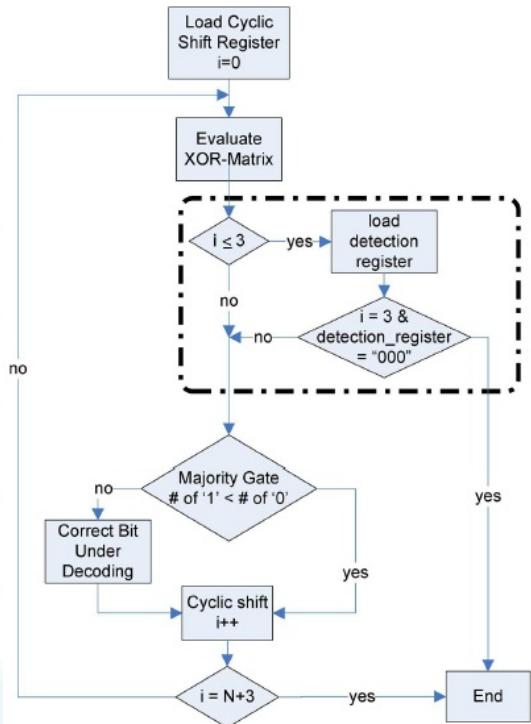 Load Cyclic
Shift Register
i=0
Evaluate
XOR-Matrix
i ≤ 3
yes
load
detection
register
no
no
i = 3 &
detection_register
= "000"
no
Majority Gate
# of '1' < # of '0'
no
yes
yes
Correct Bit
Under
Decoding
Cyclic shift
i++
i = N+3
yes
End